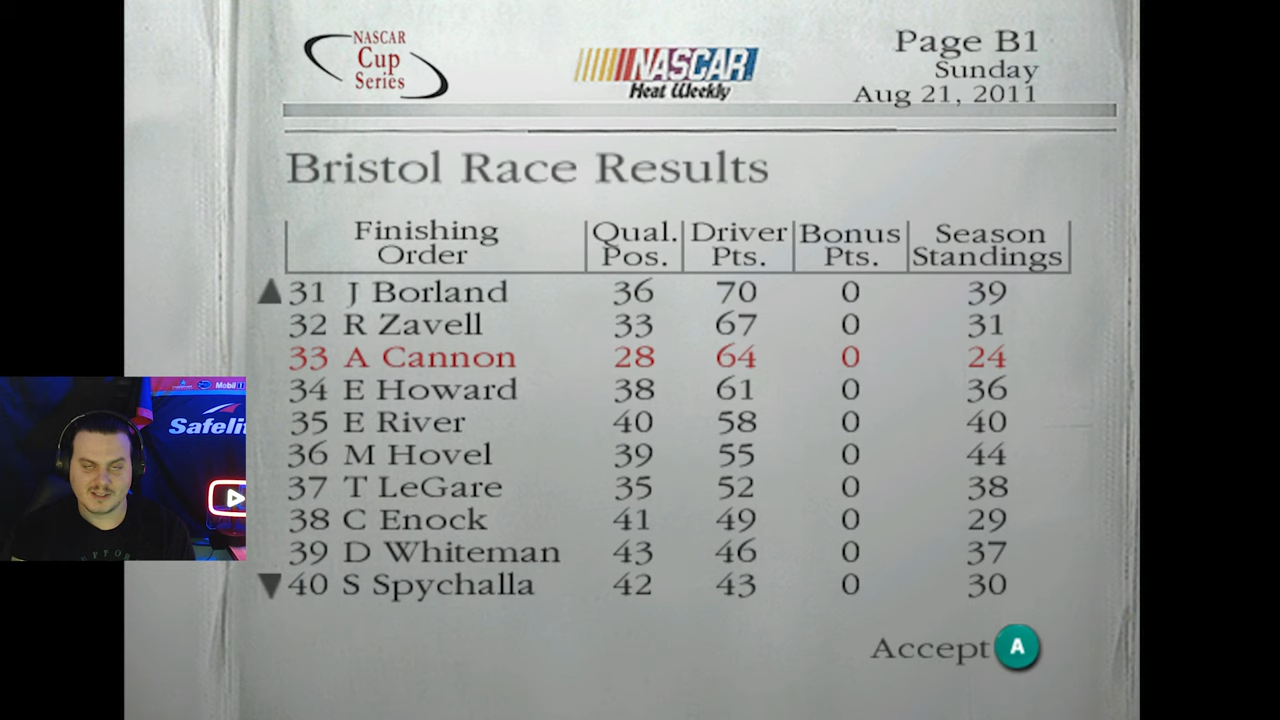 NASCAR
Cup
Series
NASCAR
Heat Weekly
Page B1
Sunday
Aug 21, 2011
Bristol Race Results
Finishing Order Qual. Pos. Driver Pts. Bonus Pts. Season Standings
31 J Borland 36 70 0 39
32 R Zavell 33 67 0 31
33 A Cannon 28 64 0 24
34 E Howard 38 61 0 36
35 E River 40 58 0 40
36 M Hovel 39 55 0 44
37 T LeGare 35 52 0 38
38 C Enock 41 49 0 29
39 D Whiteman 43 46 0 37
40 S Spychalla 42 43 0 30
Accept A
Mobil 1